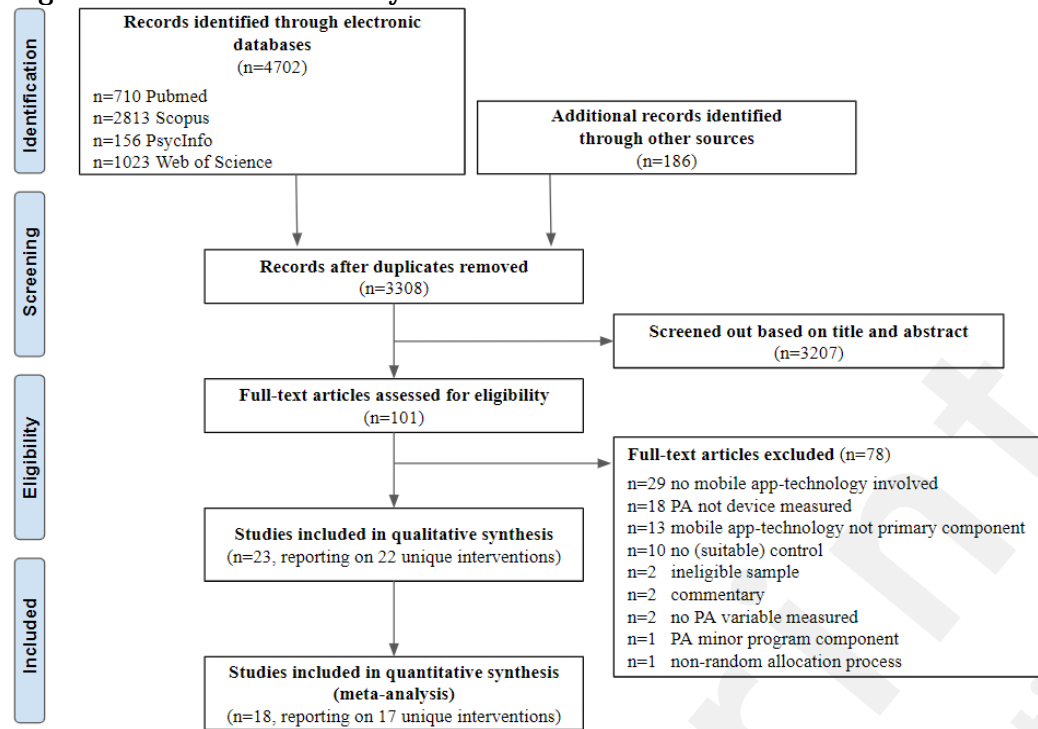 Identification
Records identified through electronic
databases
(n=4702)
n=710 Pubmed
n=2813 Scopus
n=156 PsycInfo
n=1023 Web of Science
Additional records identified
through other sources
(n=186)
Screening
Records after duplicates removed
(n=3308)
Screened out based on title and abstract
(n=3207)
Eligibility
Full-text articles assessed for eligibility
(n=101)
Full-text articles excluded (n=78)
n=29 no mobile app-technology involved
n=18 PA not device measured
n=13 mobile app-technology not primary component
n=10 no (suitable) control
n=2 ineligible sample
n=2 commentary
n=2 no PA variable measured
n=1 PA minor program component
n=1 non-random allocation process
Studies included in qualitative synthesis
(n=23, reporting on 22 unique interventions)
Included
Studies included in quantitative synthesis
(meta-analysis)
(n=18, reporting on 17 unique interventions)